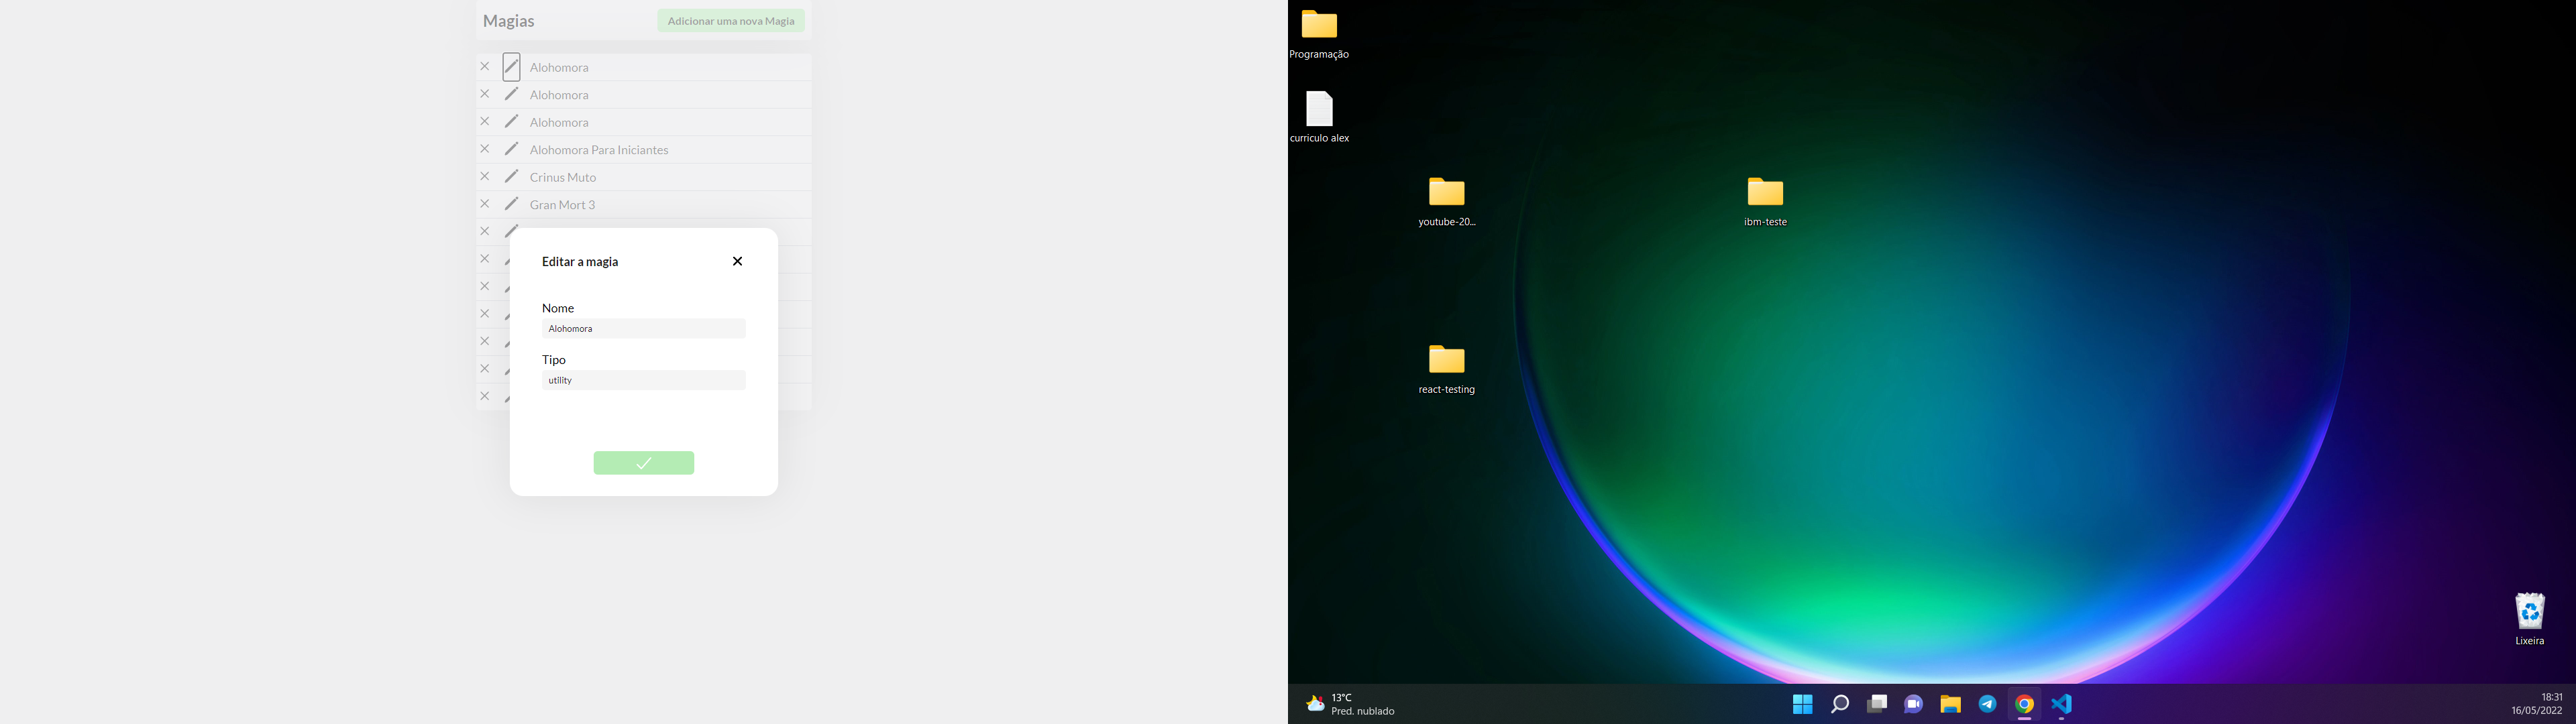 Magias
Adicionar uma nova Magia
Alohomora
Alohomora
Alohomora
Alohomora Para Iniciantes
Crinus Muto
Gran Mort 3
Editar a magia
Nome
Alohomora
Tipo
utility
Programação
curriculo alex
youtube-20...
ibm-teste
react-testing
Lixeira
13°C
Pred. nublado
18:31
16/05/2022